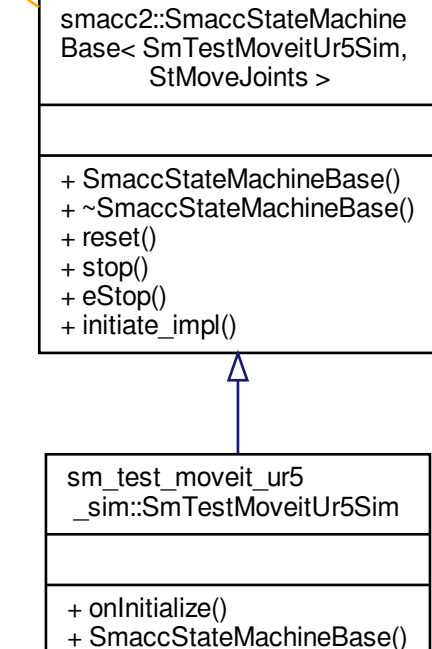 smacc2::SmaccStateMachine
Base< SmTestMoveitUr5Sim,
StMoveJoints >
+ SmaccStateMachineBase()
+ ~SmaccStateMachineBase()
+ reset()
+ stop()
+ eStop()
+ initiate_impl()
sm_test_moveit_ur5
_sim::SmTestMoveitUr5Sim
+ onInitialize()
+ SmaccStateMachineBase()